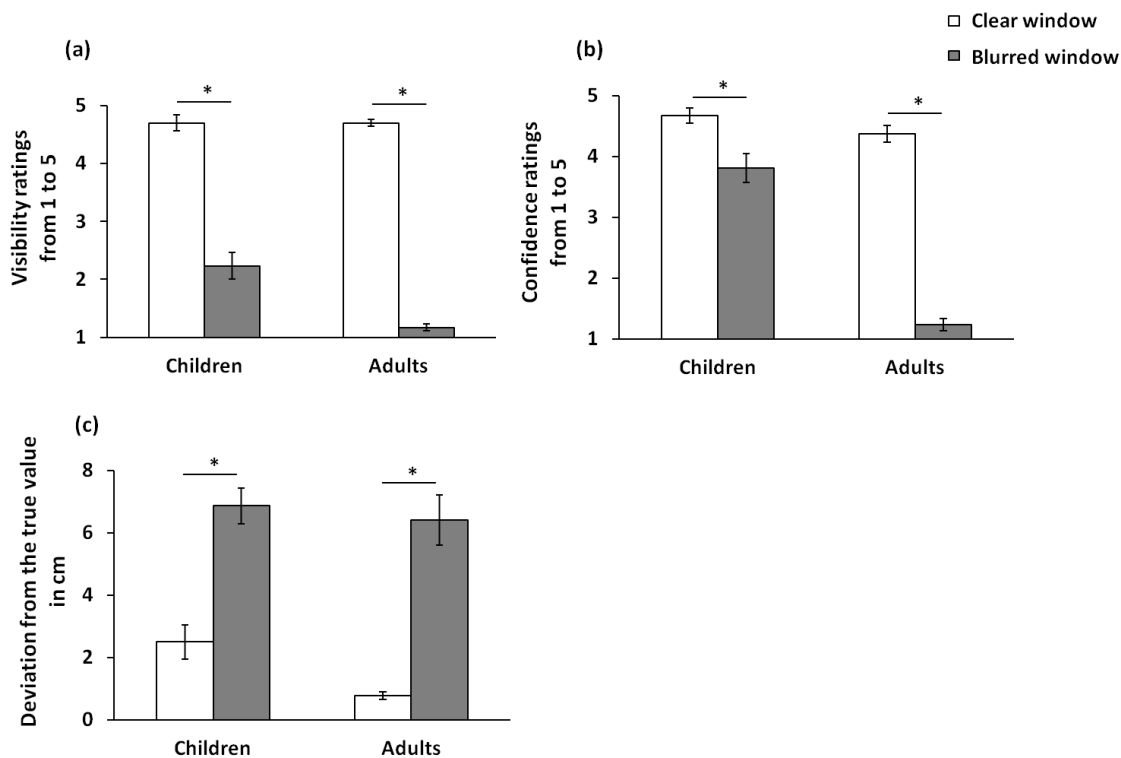 Clear window
Blurred window
(a)
*
*
5
4
3
2
1
Visibility ratings
from 1 to 5
Children
Adults
(b)
*
*
5
4
3
2
1
Confidence ratings
from 1 to 5
Children
Adults
(c)
*
*
8
6
4
2
0
Deviation from the true value
in cm
Children
Adults